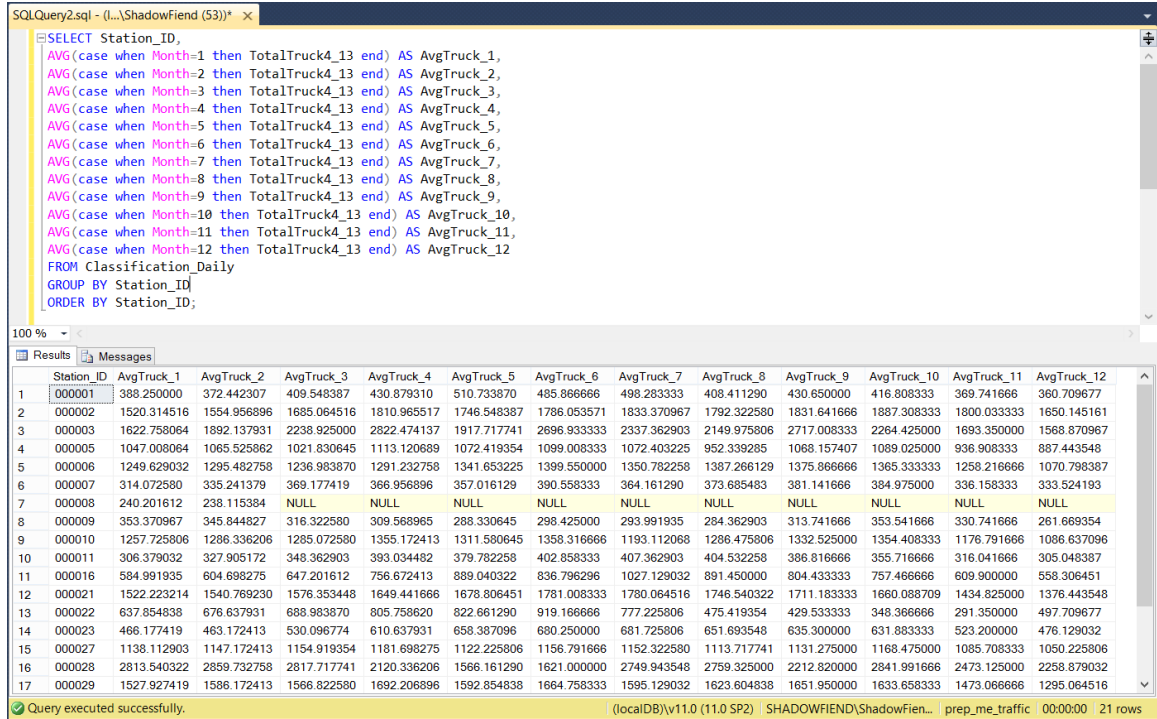 SQLQuery2.sql - (l...\ShadowFiend (53))* ×
SELECT Station_ID,
AVG(case when Month=1 then TotalTruck4_13 end) AS AvgTruck_1,
AVG(case when Month=2 then TotalTruck4_13 end) AS AvgTruck_2,
AVG(case when Month=3 then TotalTruck4_13 end) AS AvgTruck_3,
AVG(case when Month=4 then TotalTruck4_13 end) AS AvgTruck_4,
AVG(case when Month=5 then TotalTruck4_13 end) AS AvgTruck_5,
AVG(case when Month=6 then TotalTruck4_13 end) AS AvgTruck_6,
AVG(case when Month=7 then TotalTruck4_13 end) AS AvgTruck_7,
AVG(case when Month=8 then TotalTruck4_13 end) AS AvgTruck_8,
AVG(case when Month=9 then TotalTruck4_13 end) AS AvgTruck_9,
AVG(case when Month=10 then TotalTruck4_13 end) AS AvgTruck_10,
AVG(case when Month=11 then TotalTruck4_13 end) AS AvgTruck_11,
AVG(case when Month=12 then TotalTruck4_13 end) AS AvgTruck_12
FROM Classification_Daily
GROUP BY Station_ID
ORDER BY Station_ID;
100 %
Results Messages
Station_ID AvgTruck_1 AvgTruck_2 AvgTruck_3 AvgTruck_4 AvgTruck_5 AvgTruck_6 AvgTruck_7 AvgTruck_8 AvgTruck_9 AvgTruck_10 AvgTruck_11 AvgTruck_12
1 000001 388.250000 372.442307 409.548387 430.879310 510.733870 485.866666 498.283333 408.411290 430.650000 416.808333 369.741666 360.709677
2 000002 1520.314516 1554.956896 1685.064516 1810.965517 1746.548387 1786.053571 1833.370967 1792.322580 1831.641666 1887.308333 1800.033333 1650.145161
3 000003 1622.758064 1892.137931 2238.925000 2822.474137 1917.717741 2696.933333 2337.362903 2149.975806 2717.008333 2264.425000 1693.350000 1568.870967
4 000005 1047.008064 1065.525862 1021.830645 1113.120689 1072.419354 1099.008333 1072.403225 952.339285 1068.157407 1089.025000 936.908333 887.443548
5 000006 1249.629032 1295.482758 1236.983870 1291.232758 1341.653225 1399.550000 1350.782258 1387.266129 1375.866666 1365.333333 1258.216666 1070.798387
6 000007 314.072580 335.241379 369.177419 366.956896 357.016129 390.558333 364.161290 373.685483 381.141666 384.975000 336.158333 333.524193
7 000008 240.201612 238.115384 NULL NULL NULL NULL NULL NULL NULL NULL NULL NULL
8 000009 353.370967 345.844827 316.322580 309.568965 288.330645 298.425000 293.991935 284.362903 313.741666 353.541666 330.741666 261.669354
9 000010 1257.725806 1286.336206 1285.072580 1355.172413 1311.580645 1358.316666 1193.112068 1286.475806 1332.525000 1354.408333 1176.791666 1086.637096
10 000011 306.379032 327.905172 348.362903 393.034482 379.782258 402.858333 407.362903 404.532258 386.816666 355.716666 316.041666 305.048387
11 000016 584.991935 604.698275 647.201612 756.672413 889.040322 836.796296 1027.129032 891.450000 804.433333 757.466666 609.900000 558.306451
12 000021 1522.223214 1540.769230 1576.353448 1649.441666 1678.806451 1781.008333 1780.064516 1746.540322 1711.183333 1660.088709 1434.825000 1376.443548
13 000022 637.854838 676.637931 688.983870 805.758620 822.661290 919.166666 777.225806 475.419354 429.533333 348.366666 291.350000 497.709677
14 000023 466.177419 463.172413 530.096774 610.637931 658.387096 680.250000 681.725806 651.693548 635.300000 631.883333 523.200000 476.129032
15 000027 1138.112903 1147.172413 1154.919354 1181.698275 1122.225806 1156.791666 1152.322580 1113.717741 1131.275000 1168.475000 1085.708333 1050.225806
16 000028 2813.540322 2859.732758 2817.717741 2120.336206 1566.161290 1621.000000 2749.943548 2759.325000 2212.820000 2841.991666 2473.125000 2258.879032
17 000029 1527.927419 1586.172413 1566.822580 1692.206896 1592.854838 1664.758333 1595.129032 1623.604838 1651.950000 1633.658333 1473.066666 1295.064516
Query executed successfully. (localDB)\v11.0 (11.0 SP2) SHADOWFIEND\ShadowFien... prep_me_traffic 00:00:00 21 rows